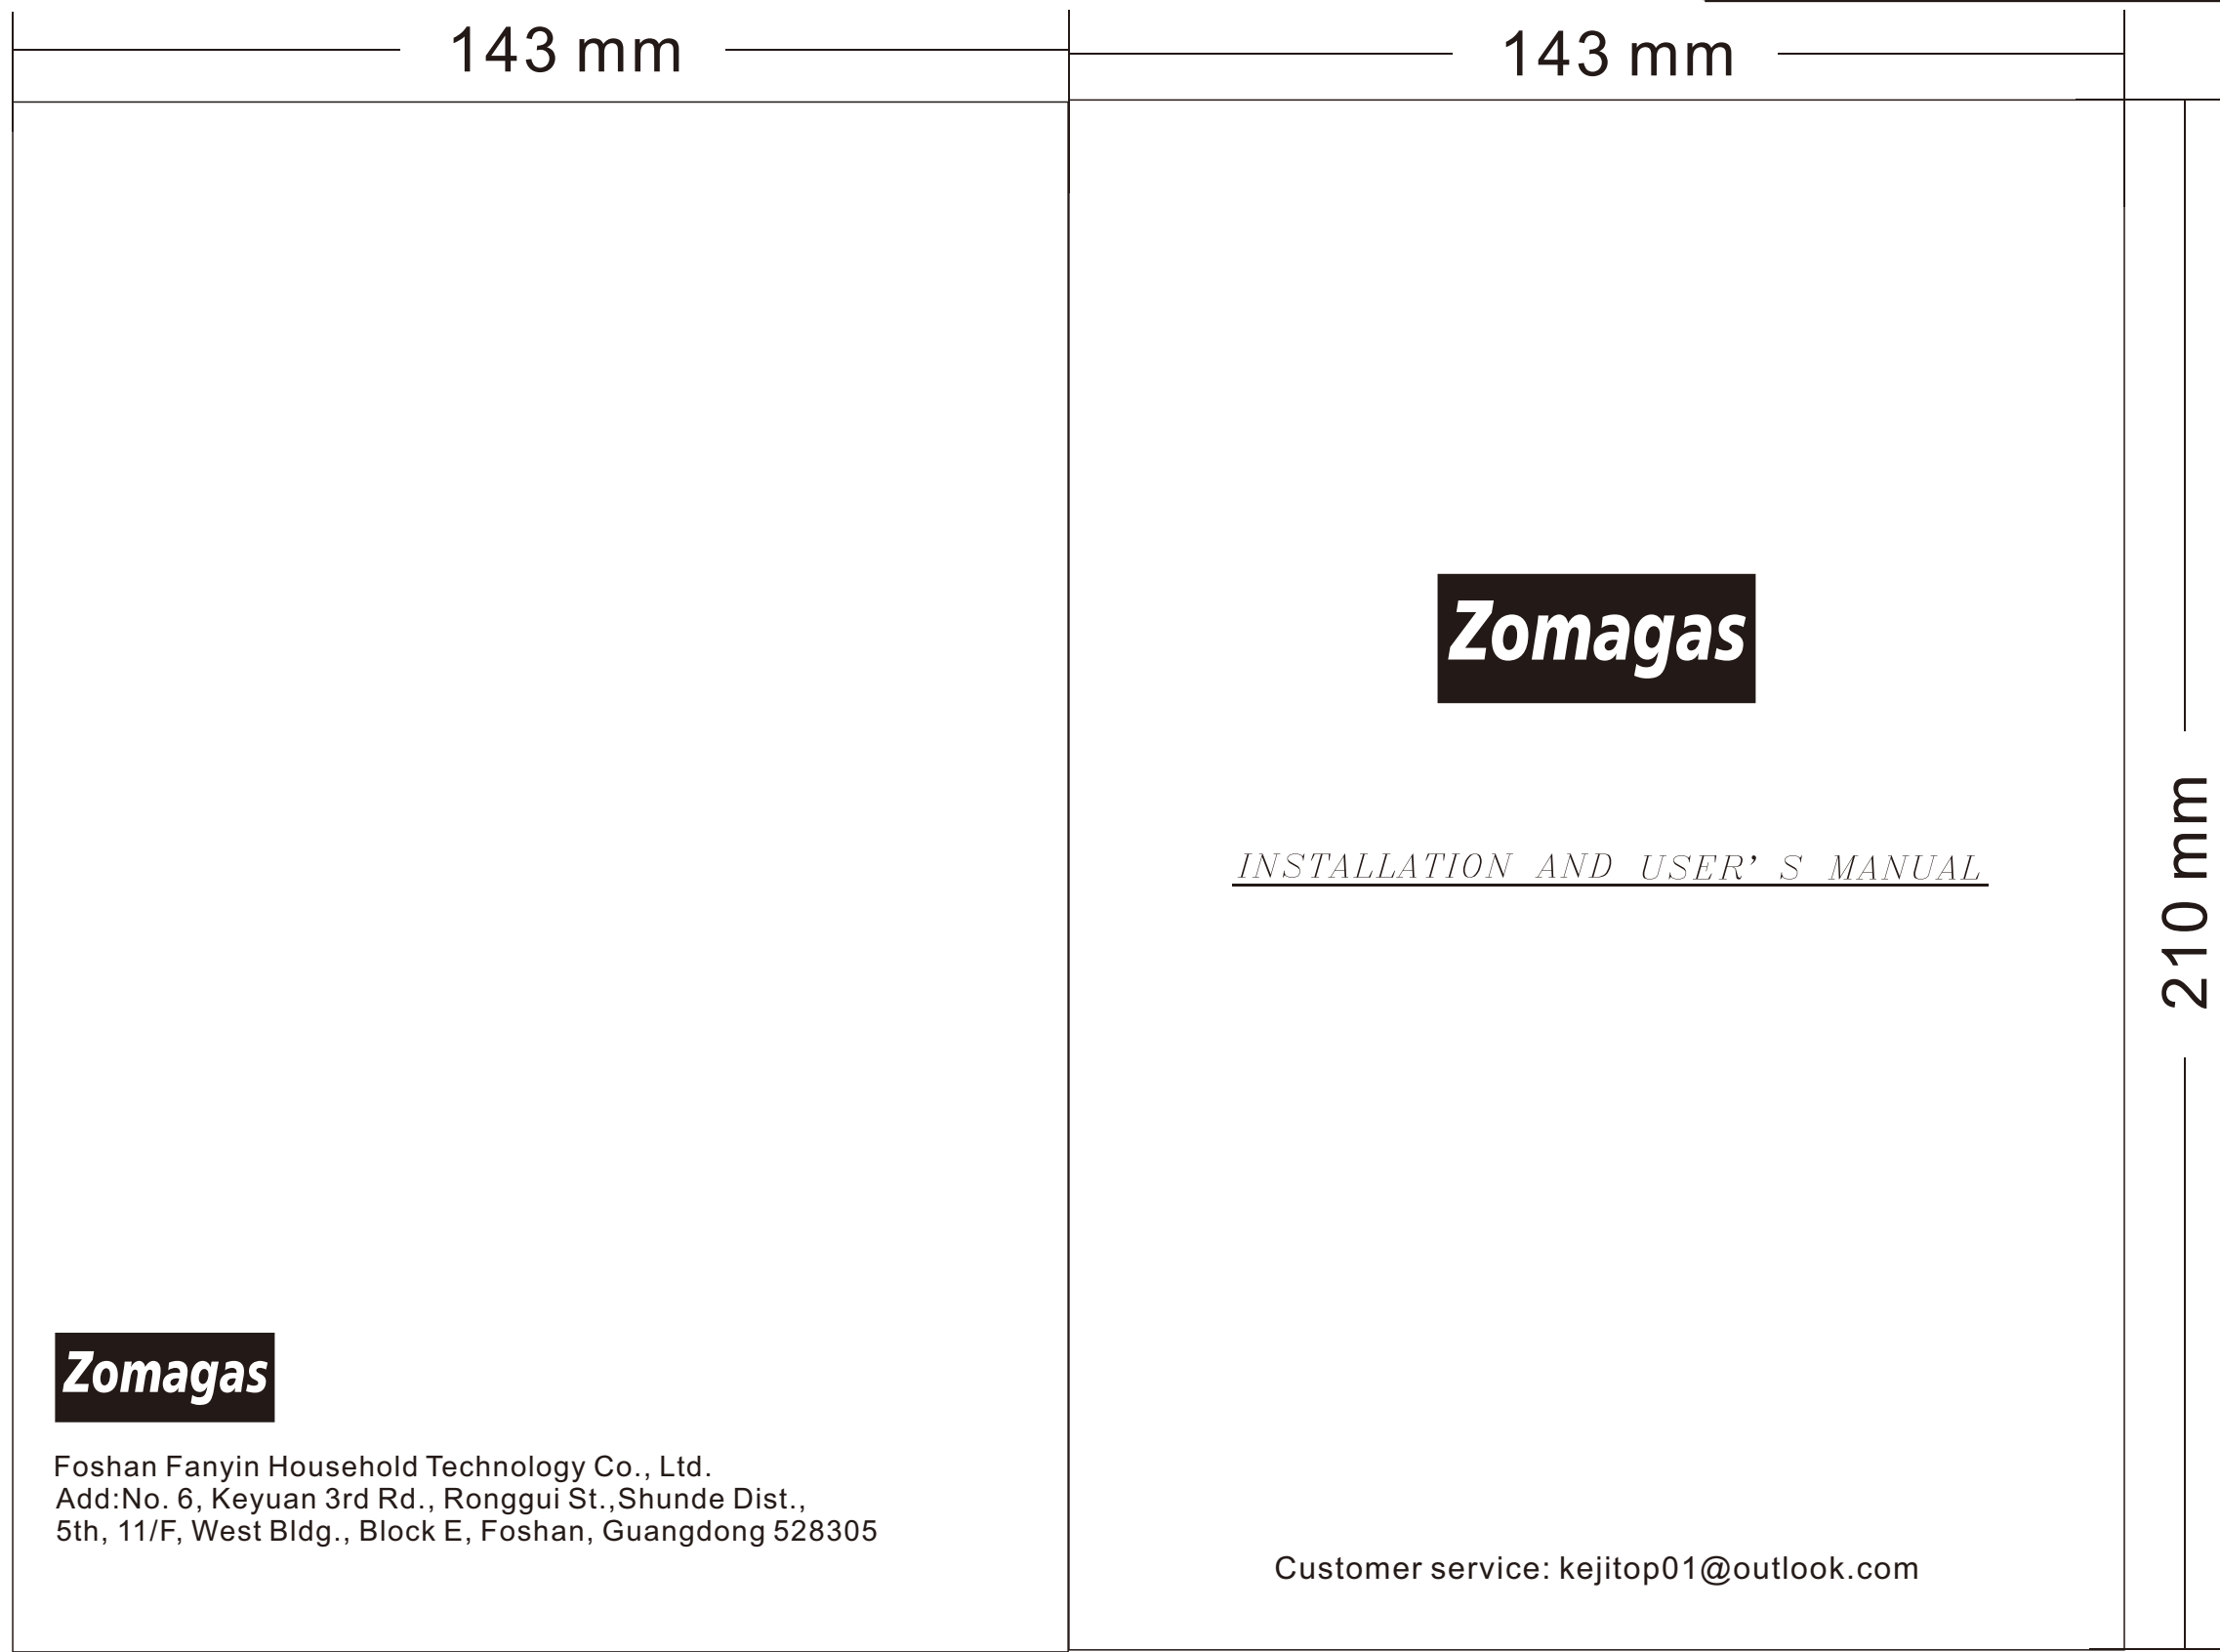 143 mm
143 mm
Zomagas
INSTALLATION AND USER’ S MANUAL
210 mm
Zomagas
Foshan Fanyin Household Technology Co., Ltd.
Add:No. 6, Keyuan 3rd Rd., Ronggui St.,Shunde Dist.,
5th, 11/F, West Bldg., Block E, Foshan, Guangdong 528305
Customer service: kejitop01@outlook.com